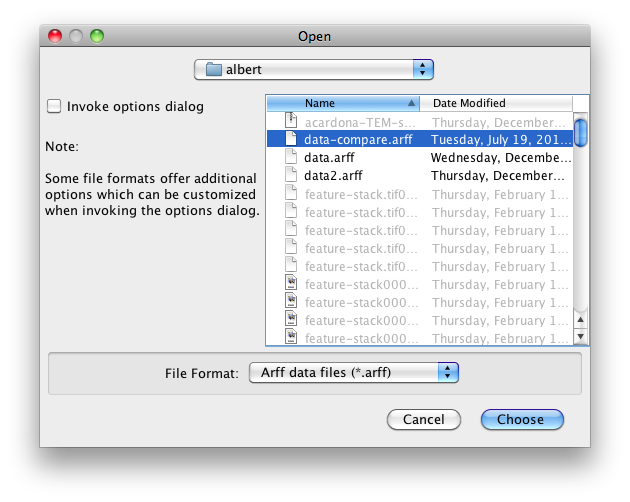 Open
albert
Invoke options dialog
Note:
Some file formats offer additional
options which can be customized
when invoking the options dialog.
Name Date Modified
acardona-TEM-s... Thursday, December...
data-compare.arff Tuesday, July 19, 201...
data.arff Wednesday, Decembe...
data2.arff Thursday, December...
feature-stack.tif0... Thursday, February 1...
feature-stack.tif0... Thursday, February 1...
feature-stack.tif0... Thursday, February 1...
feature-stack.tif0... Thursday, February 1...
feature-stack.tif0... Thursday, February 1...
feature-stack000... Thursday, February 1...
feature-stack000... Thursday, February 1...
feature-stack000... Thursday, February 1...
feature-stack000... Thursday, February 1...
File Format: Arff data files (*.arff)
Cancel Choose